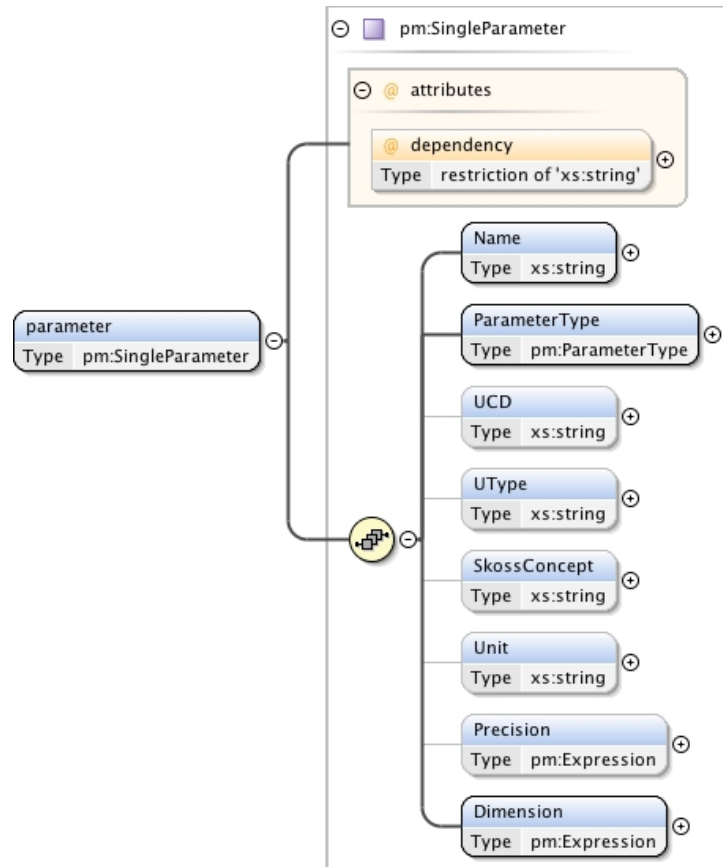 pm:SingleParameter
@ attributes
@ dependency
Type restriction of 'xs:string'
Name
Type xs:string
parameter
Type pm:SingleParameter
ParameterType
Type pm:ParameterType
UCD
Type xs:string
UType
Type xs:string
SkossConcept
Type xs:string
Unit
Type xs:string
Precision
Type pm:Expression
Dimension
Type pm:Expression